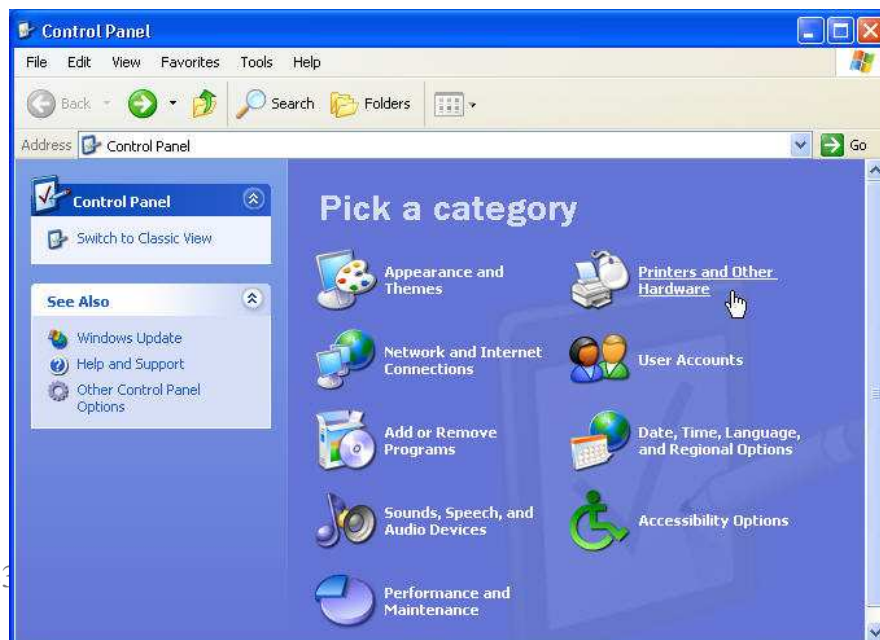 Control Panel
File Edit View Favorites Tools Help
Back Search Folders
Address Control Panel Go
Control Panel
Switch to Classic View
See Also
Windows Update
Help and Support
Other Control Panel
Options
Pick a category
Appearance and
Themes
Printers and Other
Hardware
Network and Internet
Connections
User Accounts
Add or Remove
Programs
Date, Time, Language,
and Regional Options
Sounds, Speech, and
Audio Devices
Accessibility Options
Performance and
Maintenance